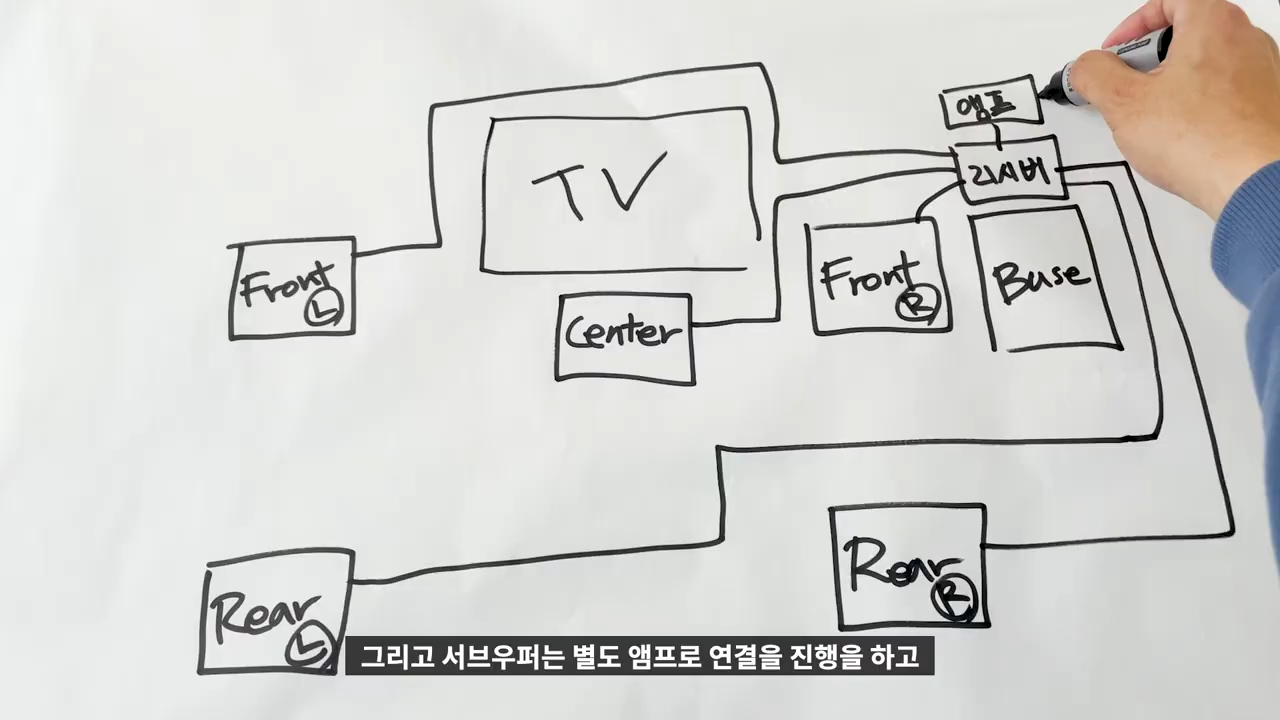 앰프
TV
리시버
Front
L
Front
R
Buse
Center
Rear
R
Rear
L
그리고 서브우퍼는 별도 앰프로 연결을 진행을 하고